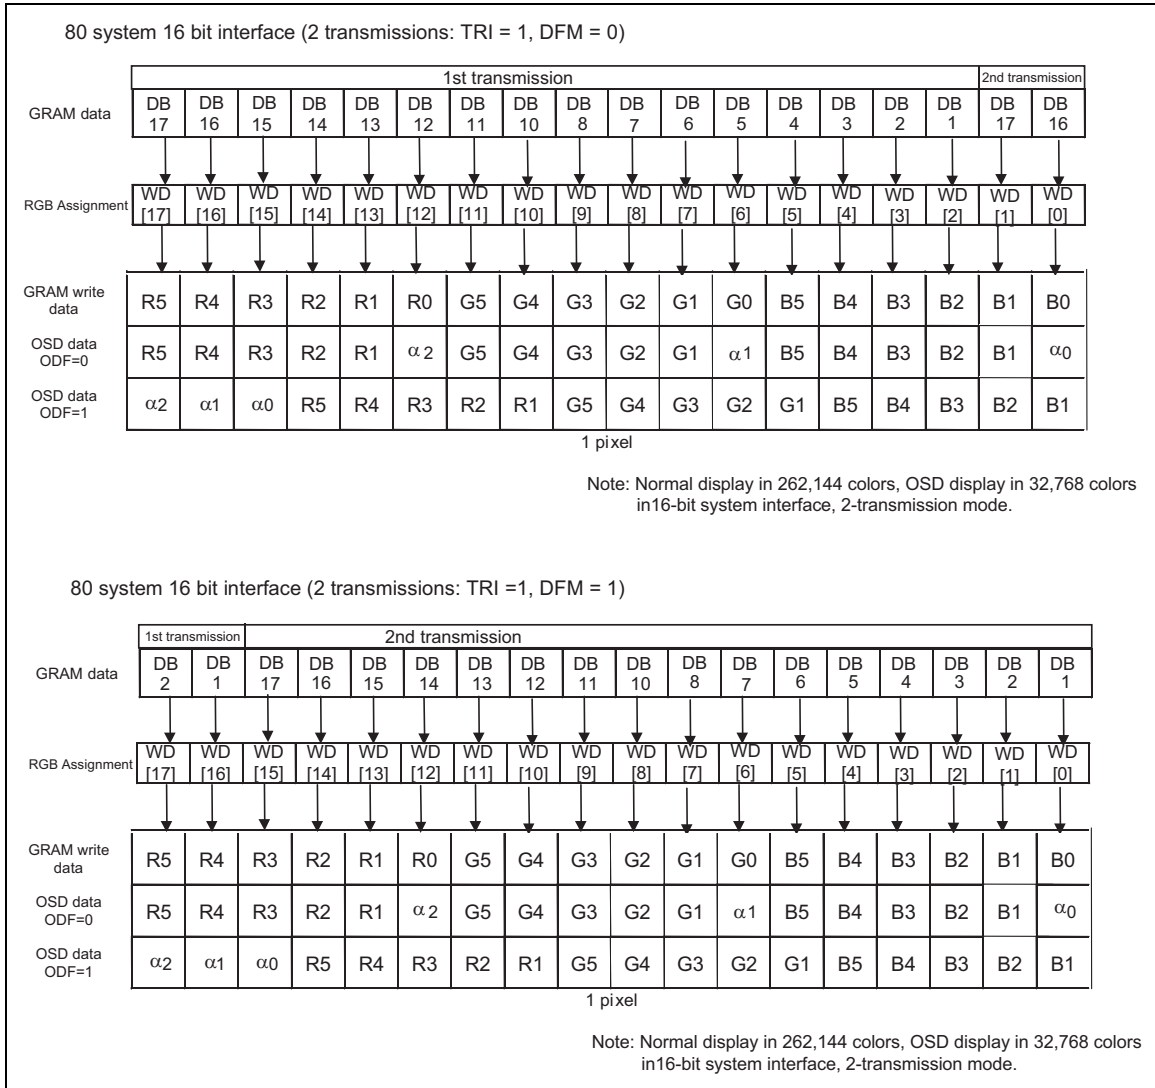 80 system 16 bit interface (2 transmissions: TRI = 1, DFM = 0)
1st transmission 2nd transmission
GRAM data DB 17 DB 16 DB 15 DB 14 DB 13 DB 12 DB 11 DB 10 DB 8 DB 7 DB 6 DB 5 DB 4 DB 3 DB 2 DB 1 DB 17 DB 16
RGB Assignment WD [17] WD [16] WD [15] WD [14] WD [13] WD [12] WD [11] WD [10] WD [9] WD [8] WD [7] WD [6] WD [5] WD [4] WD [3] WD [2] WD [1] WD [0]
GRAM write data R5 R4 R3 R2 R1 R0 G5 G4 G3 G2 G1 G0 B5 B4 B3 B2 B1 B0
OSD data ODF=0 R5 R4 R3 R2 R1 α2 G5 G4 G3 G2 G1 α1 B5 B4 B3 B2 B1 α0
OSD data ODF=1 α2 α1 α0 R5 R4 R3 R2 R1 G5 G4 G3 G2 G1 B5 B4 B3 B2 B1
1 pixel
Note: Normal display in 262,144 colors, OSD display in 32,768 colors
in16-bit system interface, 2-transmission mode.
80 system 16 bit interface (2 transmissions: TRI =1, DFM = 1)
1st transmission 2nd transmission
GRAM data DB 2 DB 1 DB 17 DB 16 DB 15 DB 14 DB 13 DB 12 DB 11 DB 10 DB 8 DB 7 DB 6 DB 5 DB 4 DB 3 DB 2 DB 1
RGB Assignment WD [17] WD [16] WD [15] WD [14] WD [13] WD [12] WD [11] WD [10] WD [9] WD [8] WD [7] WD [6] WD [5] WD [4] WD [3] WD [2] WD [1] WD [0]
GRAM write data R5 R4 R3 R2 R1 R0 G5 G4 G3 G2 G1 G0 B5 B4 B3 B2 B1 B0
OSD data ODF=0 R5 R4 R3 R2 R1 α2 G5 G4 G3 G2 G1 α1 B5 B4 B3 B2 B1 α0
OSD data ODF=1 α2 α1 α0 R5 R4 R3 R2 R1 G5 G4 G3 G2 G1 B5 B4 B3 B2 B1
1 pixel
Note: Normal display in 262,144 colors, OSD display in 32,768 colors
in16-bit system interface, 2-transmission mode.